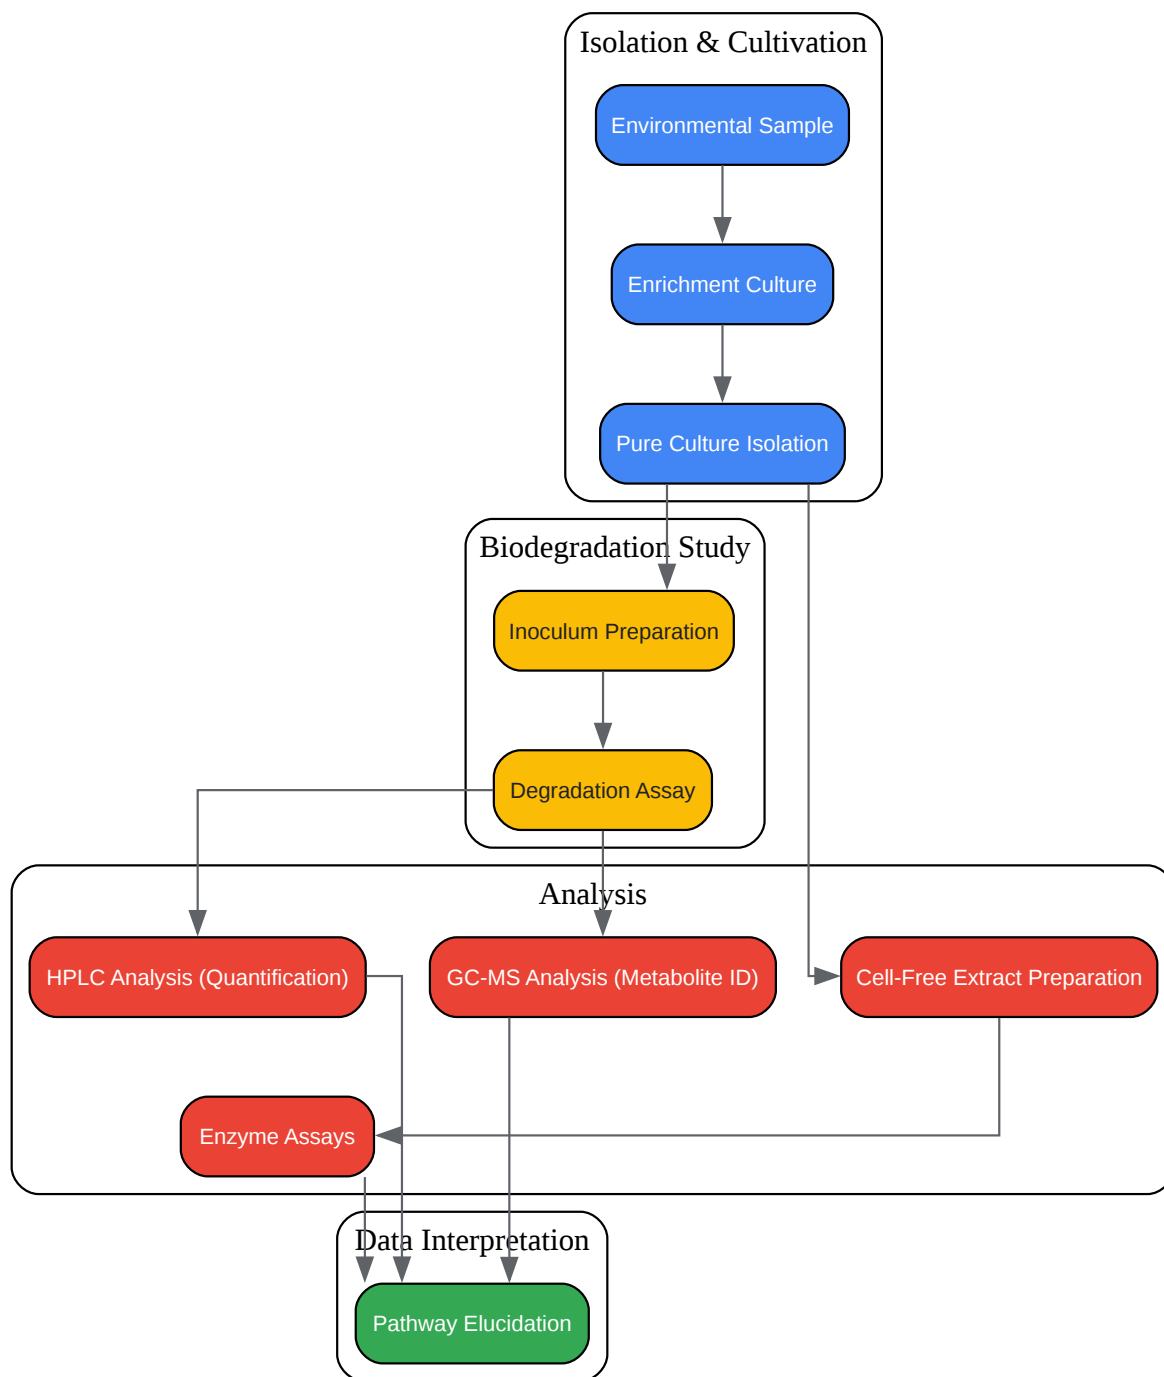 Isolation & Cultivation
Environmental Sample
Enrichment Culture
Pure Culture Isolation
Biodegradation Study
Inoculum Preparation
Degradation Assay
Analysis
HPLC Analysis (Quantification)
GC-MS Analysis (Metabolite ID)
Cell-Free Extract Preparation
Enzyme Assays
Data Interpretation
Pathway Elucidation